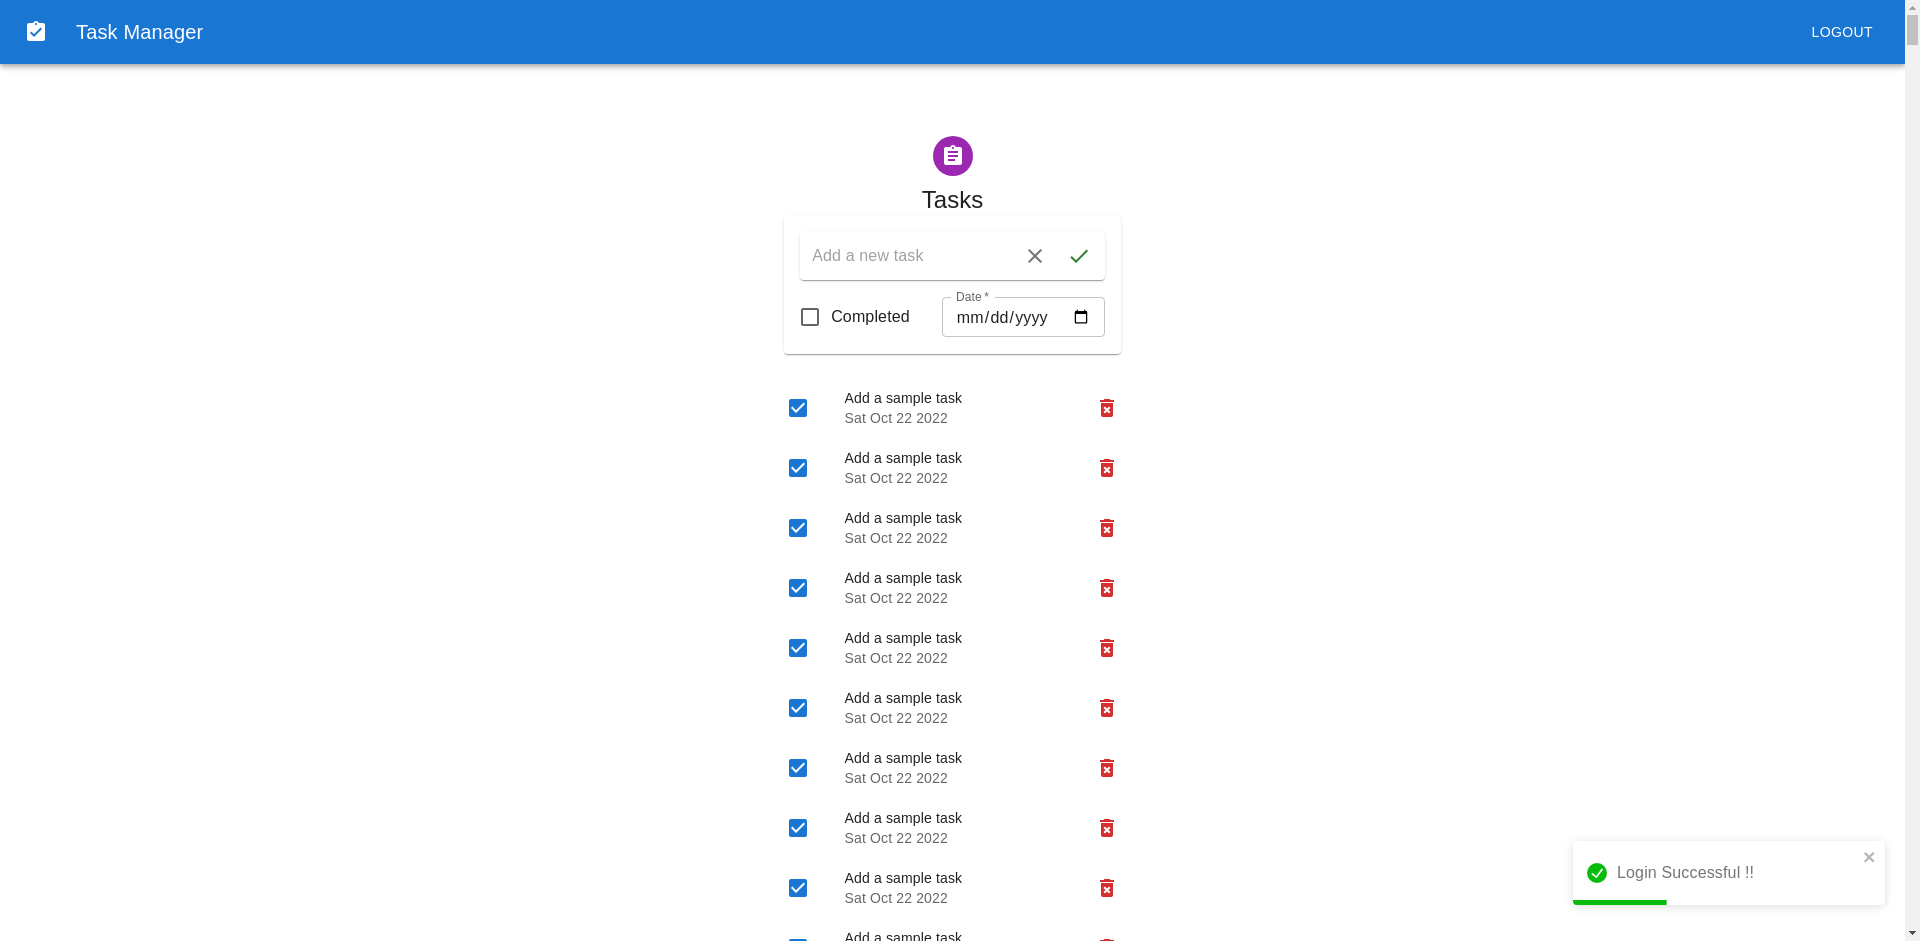 Task Manager
LOGOUT
Tasks
Add a new task
Completed
Date *
mm/dd/yyyy
Add a sample task
Sat Oct 22 2022
Add a sample task
Sat Oct 22 2022
Add a sample task
Sat Oct 22 2022
Add a sample task
Sat Oct 22 2022
Add a sample task
Sat Oct 22 2022
Add a sample task
Sat Oct 22 2022
Add a sample task
Sat Oct 22 2022
Add a sample task
Sat Oct 22 2022
Add a sample task
Sat Oct 22 2022
Add a sample task
Login Successful !!